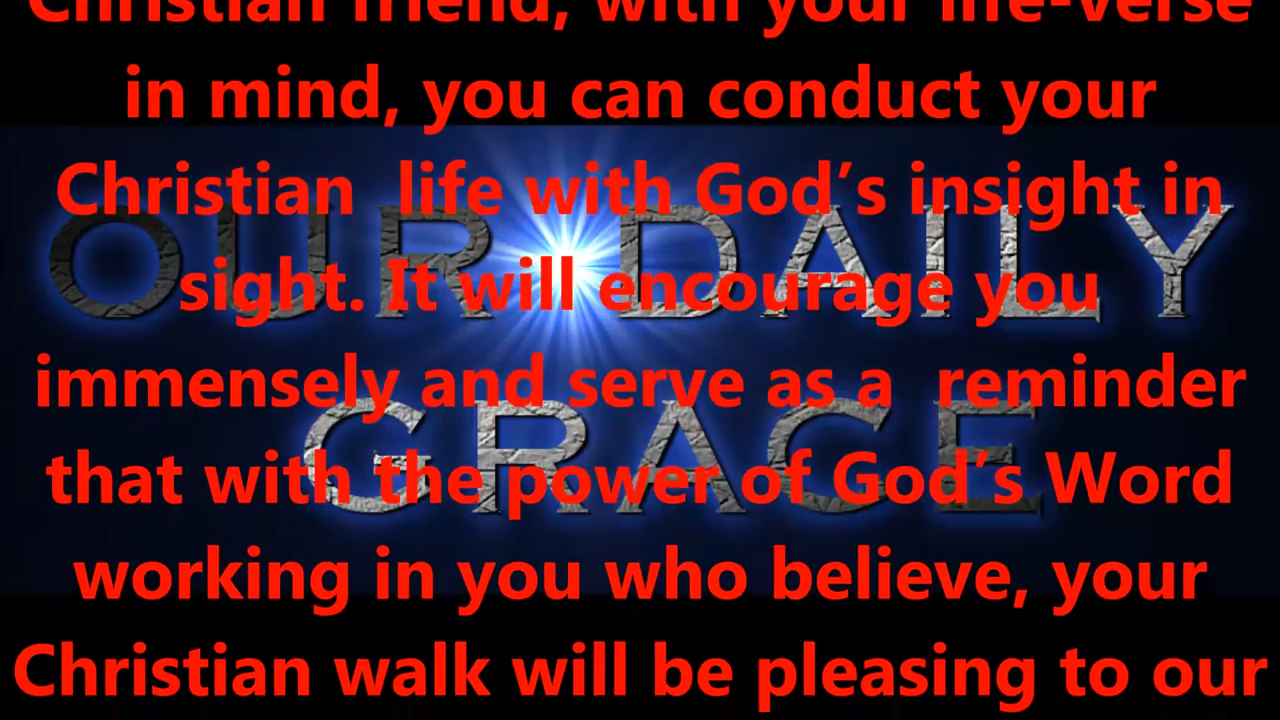 Christian friend, with your life-verse
in mind, you can conduct your
Christian  life with God’s insight in
sight. It will encourage you
immensely and serve as a  reminder
that with the power of God’s Word
working in you who believe, your
Christian walk will be pleasing to our
OUR DAILY
GRACE